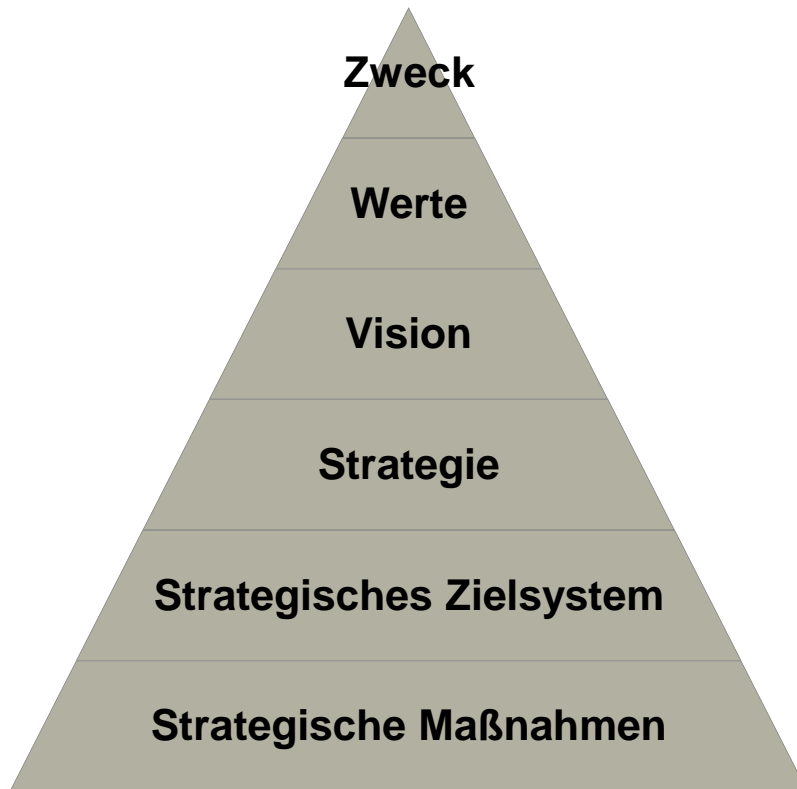 Zweck
Werte
Vision
Strategie
Strategisches Zielsystem
Strategische Maßnahmen